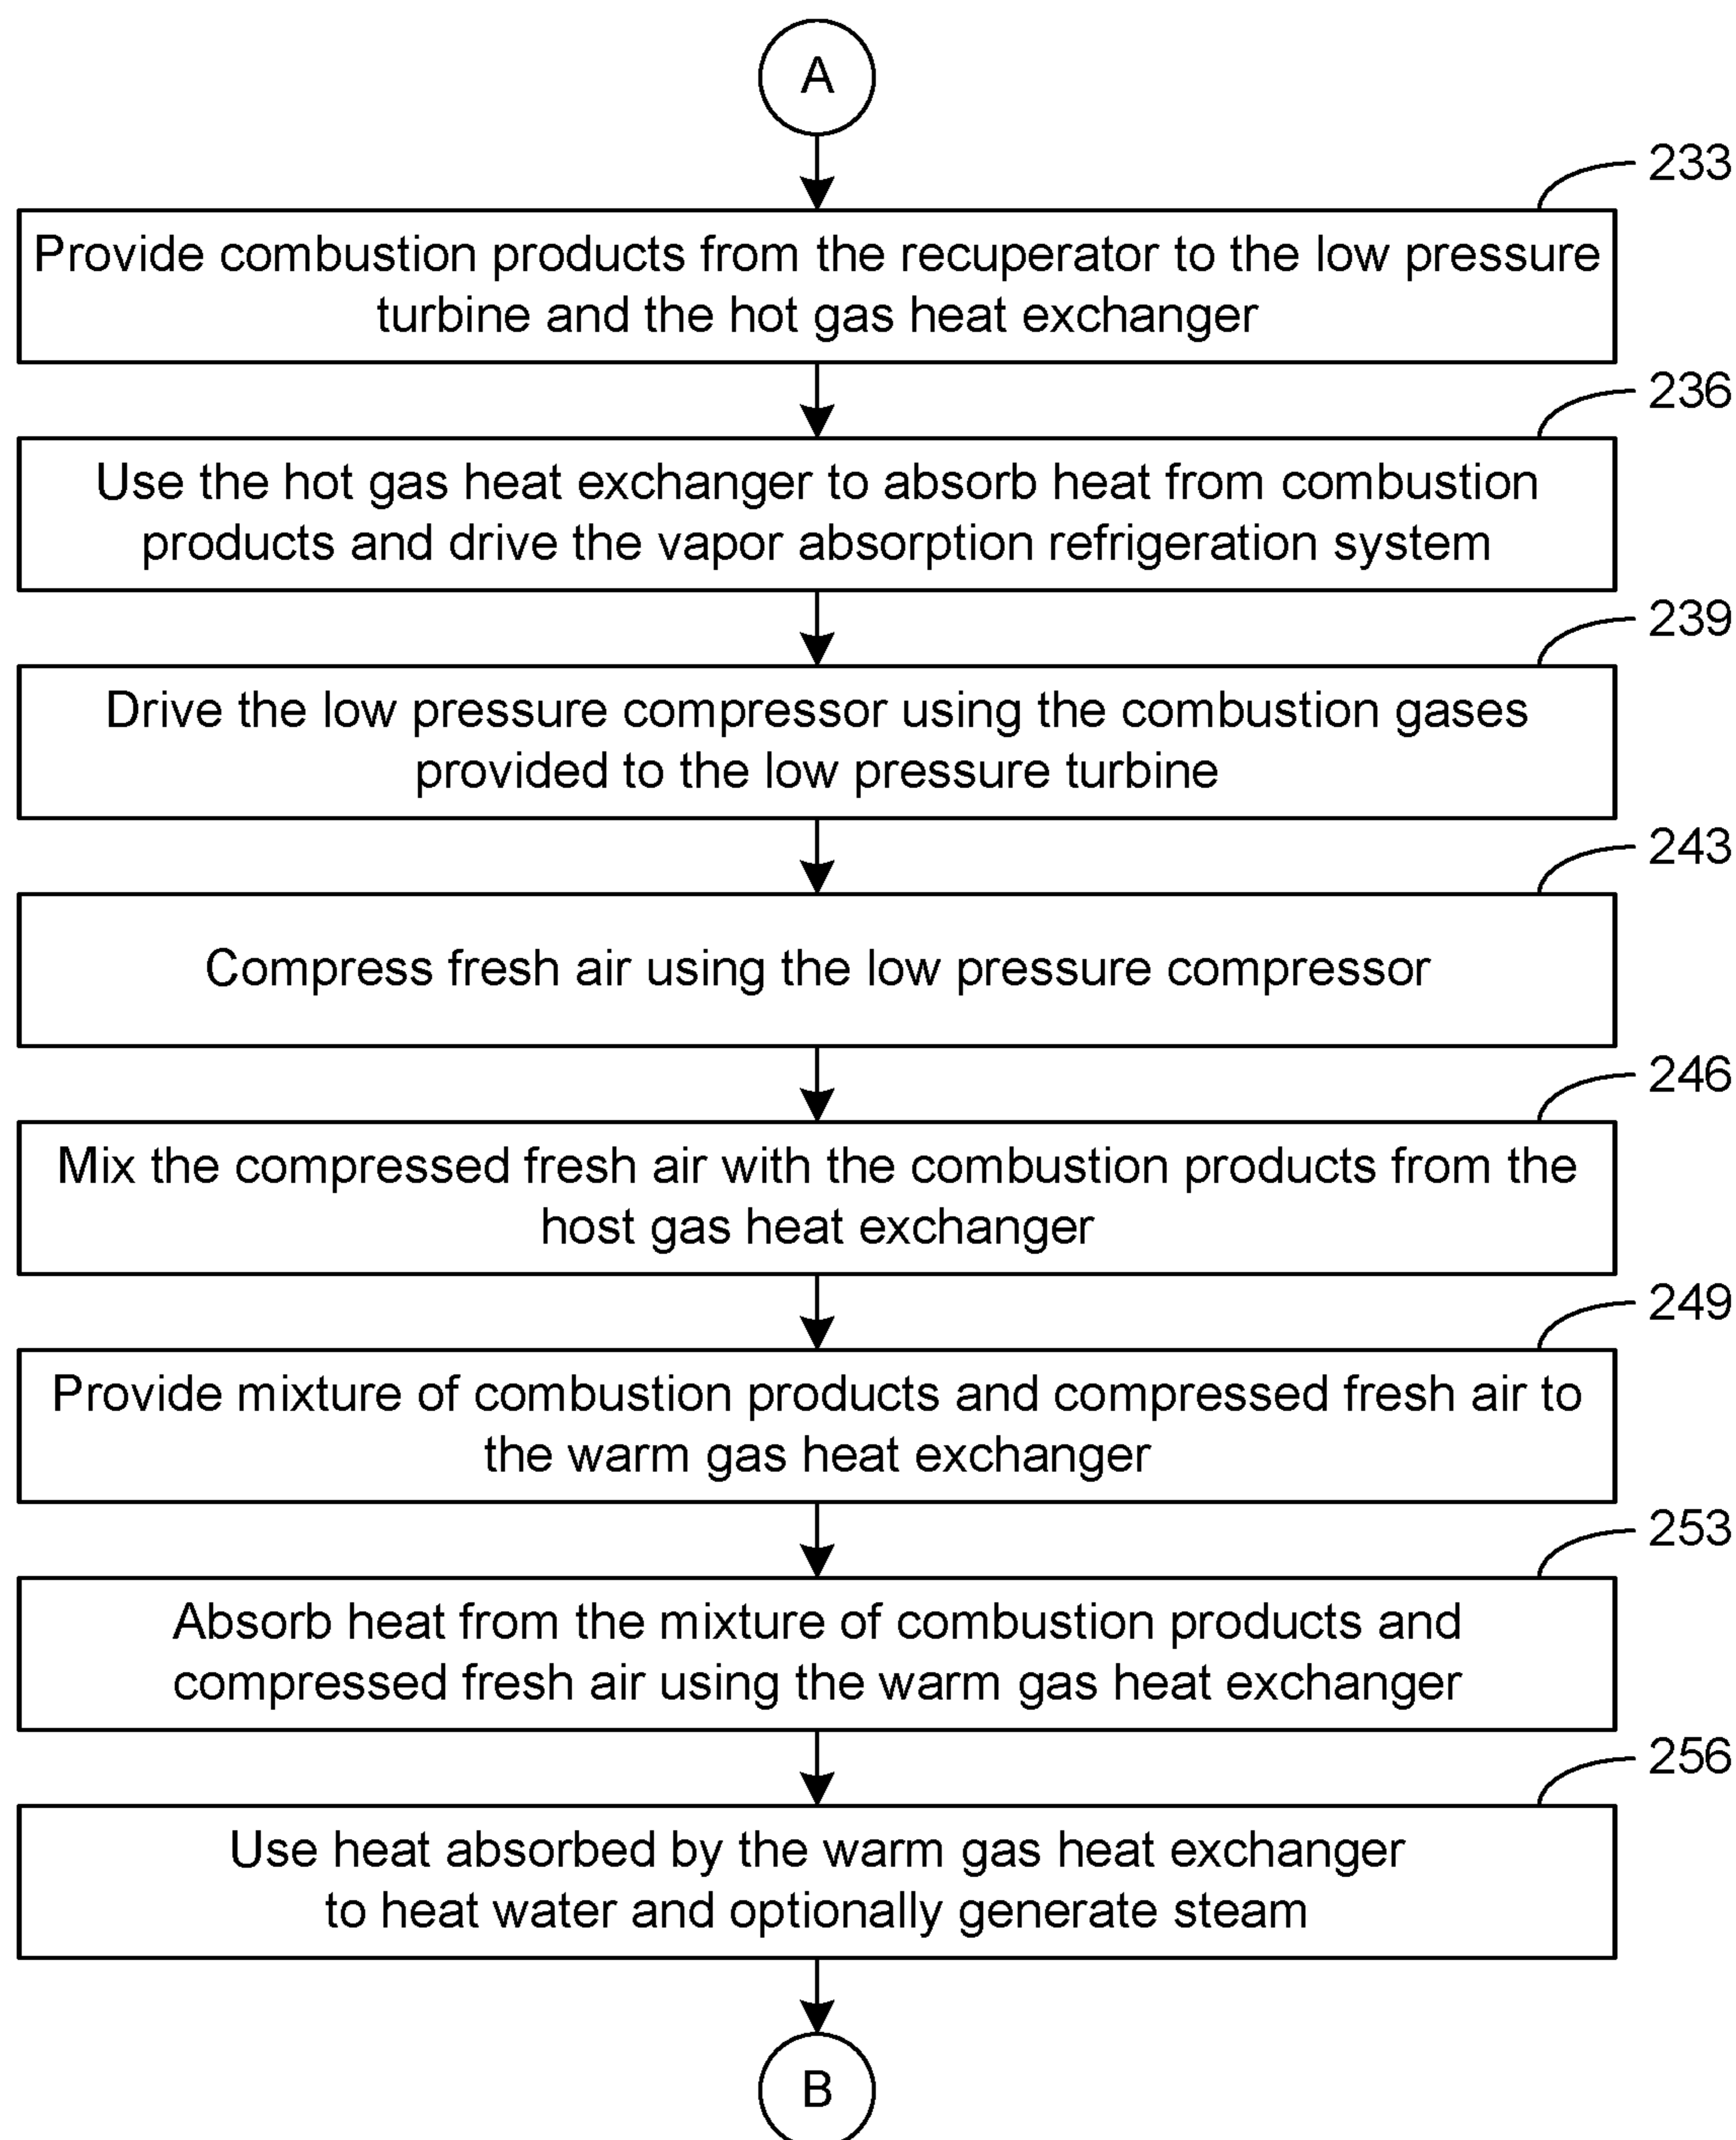 A
233
Provide combustion products from the recuperator to the low pressure
turbine and the hot gas heat exchanger
236
Use the hot gas heat exchanger to absorb heat from combustion
products and drive the vapor absorption refrigeration system
239
Drive the low pressure compressor using the combustion gases
provided to the low pressure turbine
243
Compress fresh air using the low pressure compressor
246
Mix the compressed fresh air with the combustion products from the
host gas heat exchanger
249
Provide mixture of combustion products and compressed fresh air to
the warm gas heat exchanger
253
Absorb heat from the mixture of combustion products and
compressed fresh air using the warm gas heat exchanger
256
Use heat absorbed by the warm gas heat exchanger
to heat water and optionally generate steam
B